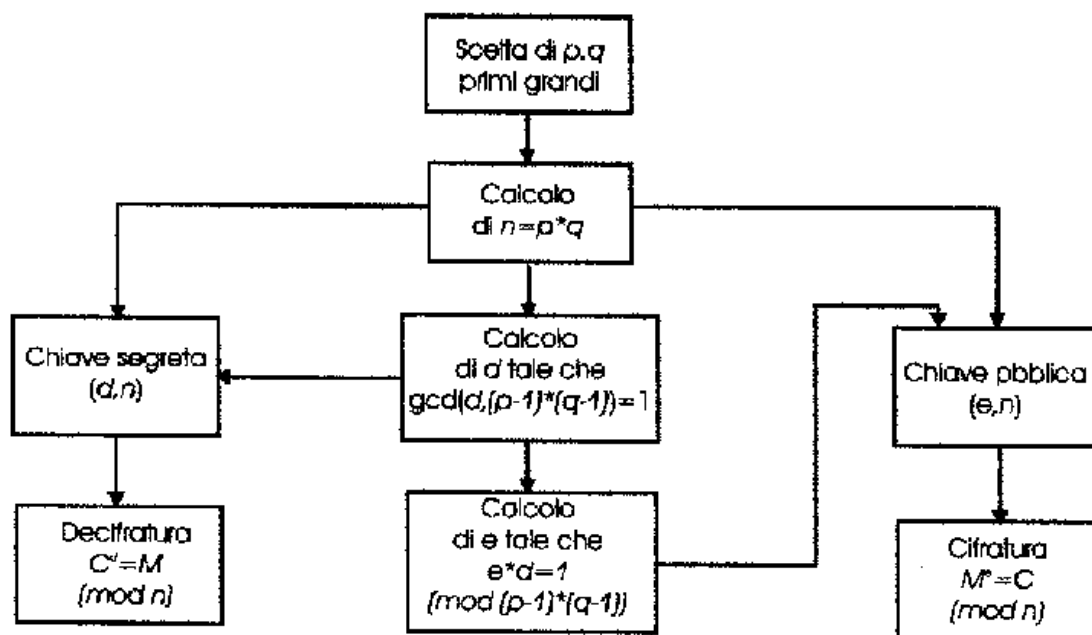 Scelta di p,q
primi grandi
Calcolo
di n=p*q
Chiave segreta
(d,n)
Calcolo
di d tale che
gcd(d,(p-1)*(q-1))=1
Chiave pbblica
(e,n)
Decifratura
C^d=M
(mod n)
Calcolo
di e tale che
e*d=1
(mod (p-1)*(q-1))
Cifratura
M^e=C
(mod n)